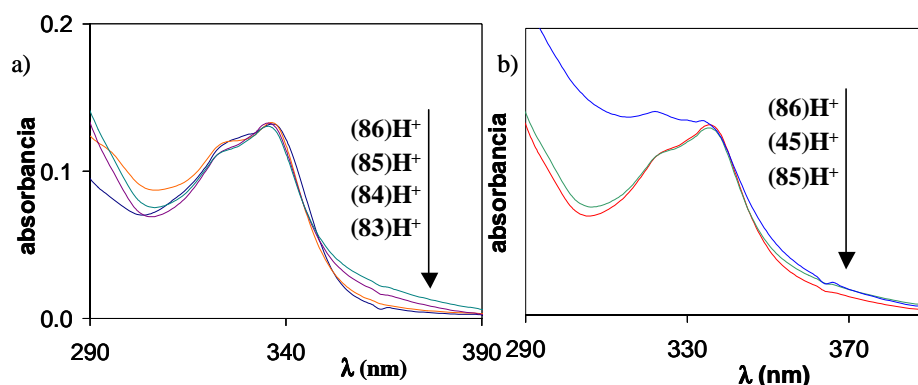 a)
absorbancia
0.2
0.1
0.0
(86)H⁺
(85)H⁺
(84)H⁺
(83)H⁺
290 340 390
λ (nm)
b)
absorbancia
(86)H⁺
(45)H⁺
(85)H⁺
290 330 370
λ (nm)